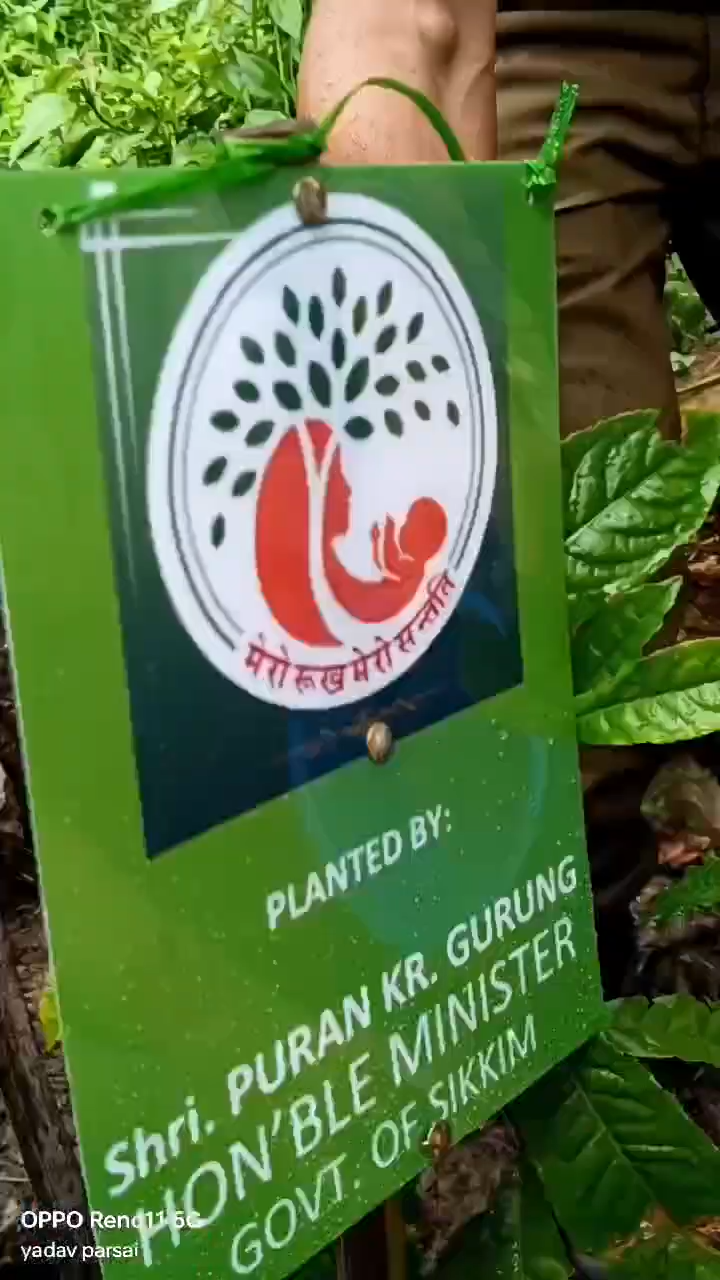 मेरो रूख मेरो सन्तति
PLANTED BY:
Shri. PURAN KR. GURUNG
HON'BLE MINISTER
GOVT. OF SIKKIM
OPPO Reno11 5G
yadav parsai